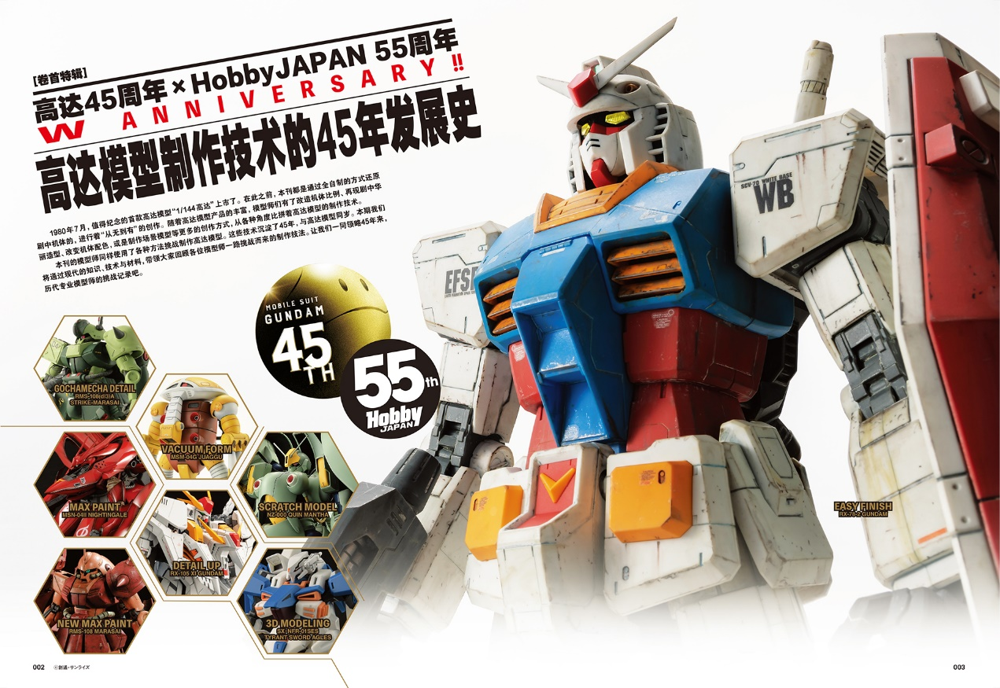 [卷首特辑]
高达45周年×HobbyJAPAN 55周年
W ANNIVERSARY!!
高达模型制作技术的45年发展史
1980年7月，值得纪念的首款高达模型“1/144高达”上市了。在此之前，本刊都是通过全自制的方式还原
剧中机体的，进行着“从无到有”的创作。随着高达模型产品的丰富，模型师们有了改造机体比例、再现剧中华
丽造型、改变机体配色，或是制作场景模型等更多的创作方式，从各种角度比拼着高达模型的制作技术。
本刊的模型师同样使用了各种方法挑战制作高达模型。这些技术沉淀了45年，与高达模型同岁。本期我们
将通过现代的知识、技术与材料，带领大家回顾各位模型师一路挑战而来的制作技法。让我们一同领略45年来，
历代专业模型师的挑战记录吧。
MOBILE SUIT
GUNDAM
45
TH
55th
Hobby
JAPAN
GOCHAMECHA DETAIL
RMS-108(dl3)A
STRIKE-MARASAI
VACUUM FORM
MSM-04G JUAGGU
MAX PAINT
MSN-04II NIGHTINGALE
SCRATCH MODEL
NZ-000 QUIN MANTHA
DETAIL UP
RX-105 XI GUNDAM
NEW MAX PAINT
RMS-108 MARASAI
3D MODELING
SX-NFR-01SES
TYRANT SWORD AGLES
EFSF
SCV-70 WHITE BASE
WB
EASY FINISH
RX-78-2 GUNDAM
002
©創通・サンライズ
003